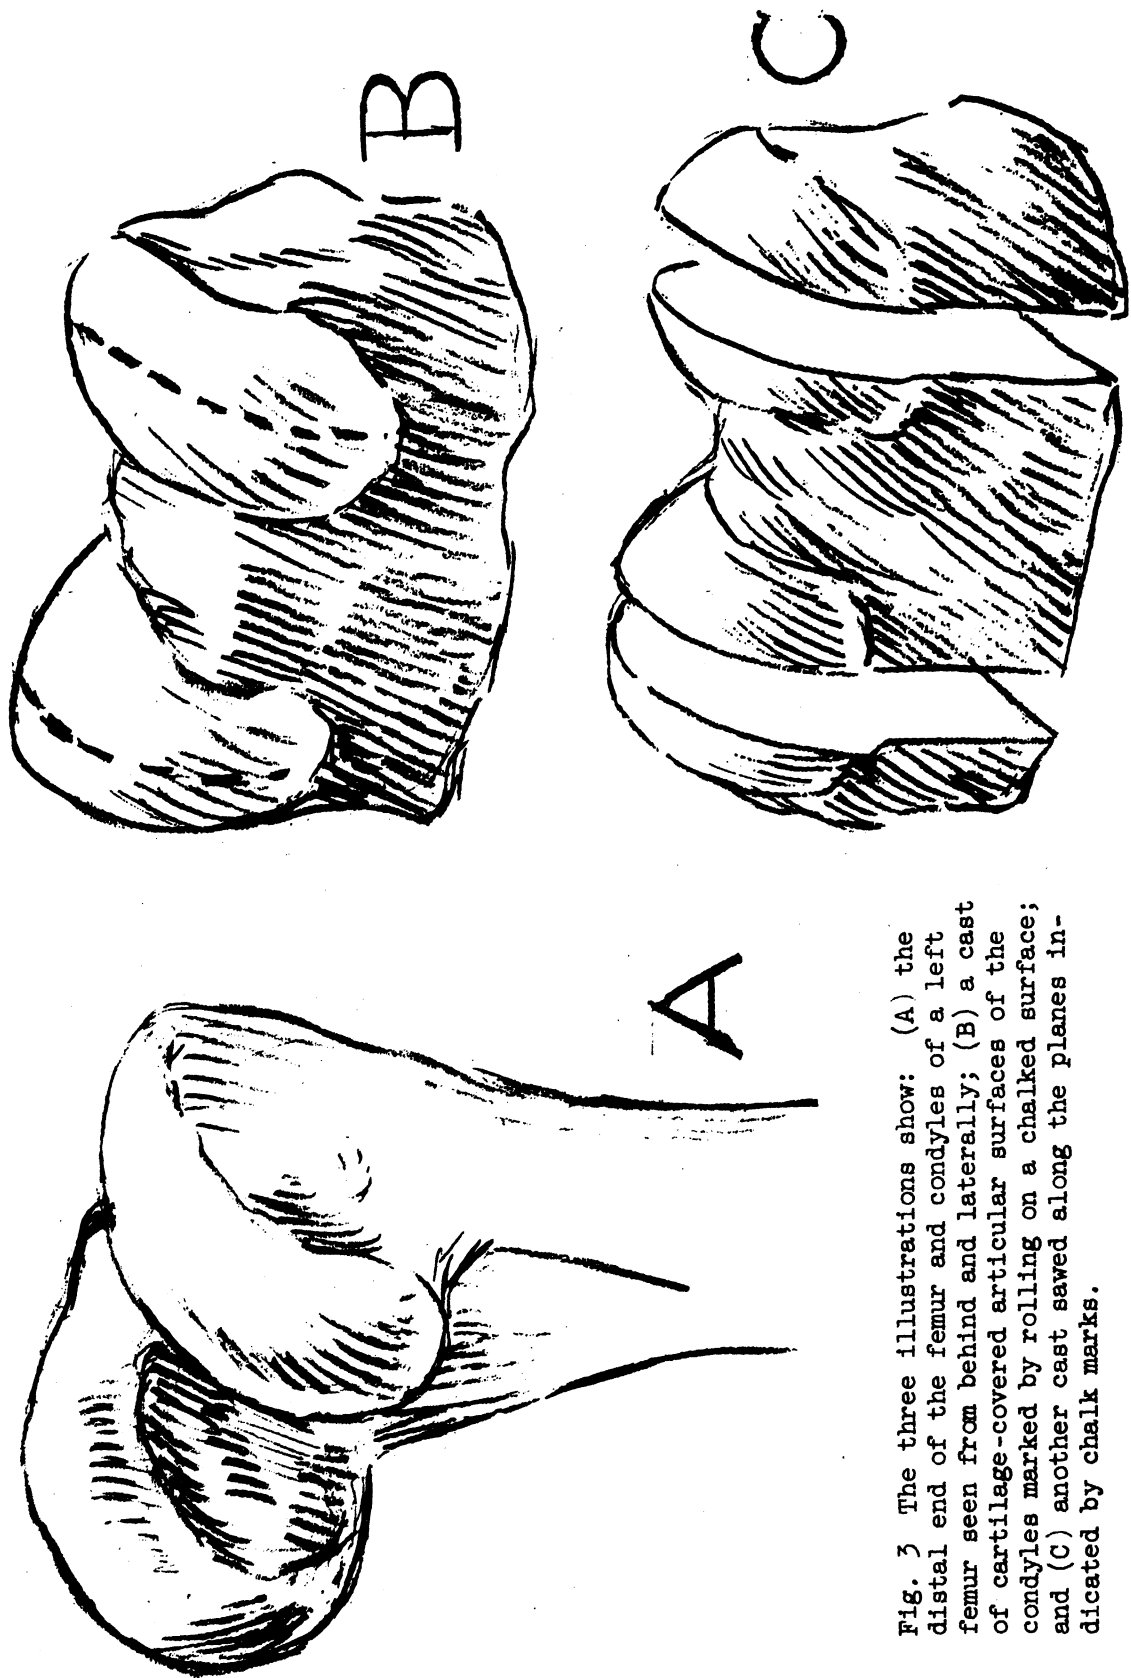 B
C
A
Fig. 3 The three illustrations show: (A) the
distal end of the femur and condyles of a left
femur seen from behind and laterally; (B) a cast
of cartilage-covered articular surfaces of the
condyles marked by rolling on a chalked surface;
and (C) another cast sawed along the planes in-
dicated by chalk marks.